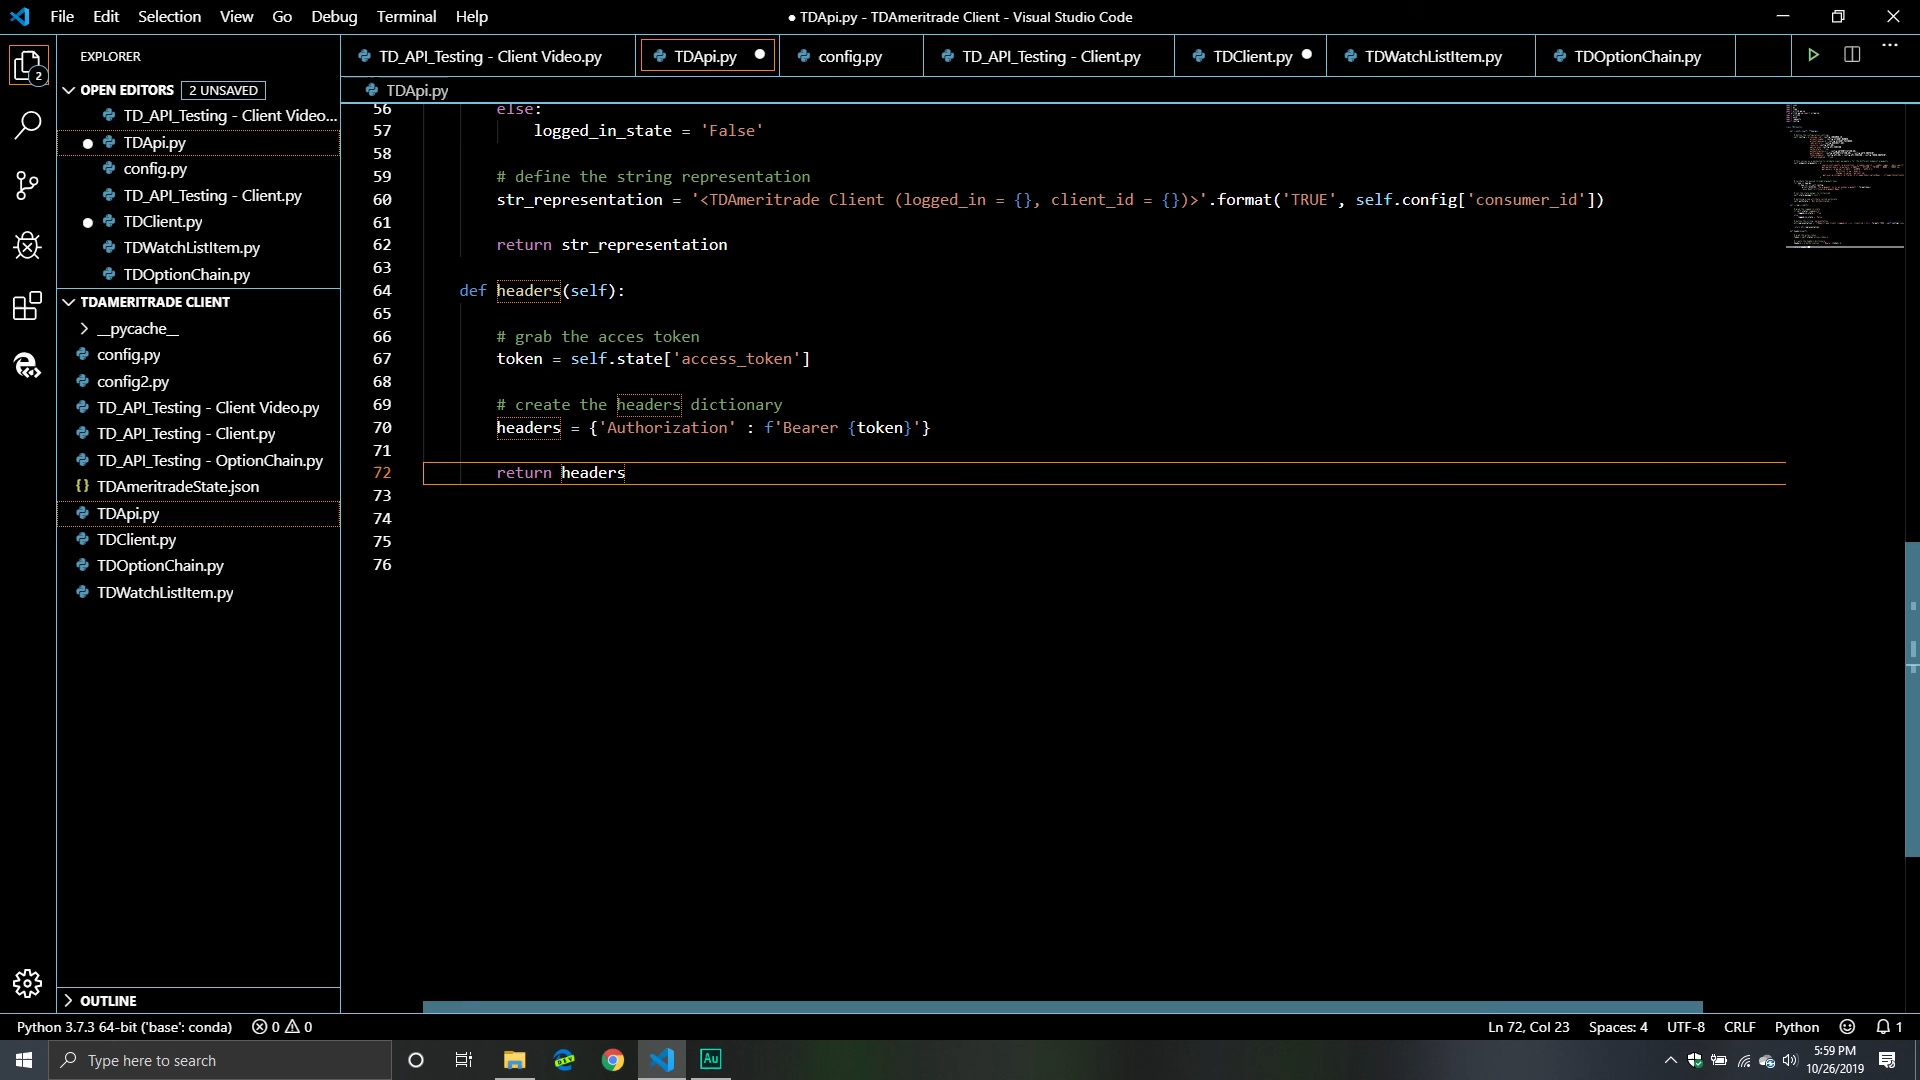 File Edit Selection View Go Debug Terminal Help
● TDApi.py - TDAmeritrade Client - Visual Studio Code
2
EXPLORER
OPEN EDITORS 2 UNSAVED
TD_API_Testing - Client Video...
TDApi.py
config.py
TD_API_Testing - Client.py
TDClient.py
TDWatchListItem.py
TDOptionChain.py
TDAMERITRADE CLIENT
__pycache__
config.py
config2.py
TD_API_Testing - Client Video.py
TD_API_Testing - Client.py
TD_API_Testing - OptionChain.py
{} TDAmeritradeState.json
TDApi.py
TDClient.py
TDOptionChain.py
TDWatchListItem.py
OUTLINE
TD_API_Testing - Client Video.py TDApi.py ● config.py TD_API_Testing - Client.py TDClient.py ● TDWatchListItem.py TDOptionChain.py
TDApi.py
56 else:
57 logged_in_state = 'False'
58
59 # define the string representation
60 str_representation = '<TDAmeritrade Client (logged_in = {}, client_id = {})>'.format('TRUE', self.config['consumer_id'])
61
62 return str_representation
63
64 def headers(self):
65
66 # grab the acces token
67 token = self.state['access_token']
68
69 # create the headers dictionary
70 headers = {'Authorization' : f'Bearer {token}'}
71
72 return headers
73
74
75
76
Python 3.7.3 64-bit ('base': conda) 0 0
Ln 72, Col 23 Spaces: 4 UTF-8 CRLF Python 1
Type here to search
Au
5:59 PM
10/26/2019